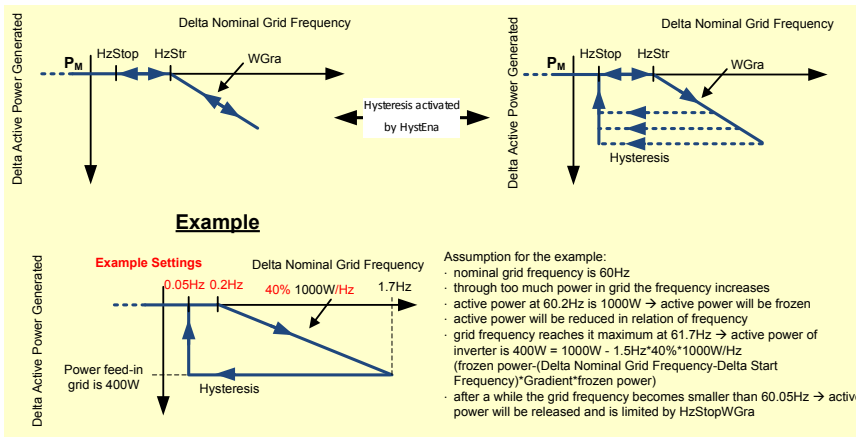 Delta Nominal Grid Frequency
Delta Active Power Generated
PM
HzStop
HzStr
WGra
Hysteresis activated
by HystEna
Delta Nominal Grid Frequency
Delta Active Power Generated
PM
HzStop
HzStr
WGra
Hysteresis
Example
Example Settings
Delta Nominal Grid Frequency
0.05Hz 0.2Hz
40% 1000W/Hz
1.7Hz
Delta Active Power Generated
Power feed-in
grid is 400W
Hysteresis
Assumption for the example:
· nominal grid frequency is 60Hz
· through too much power in grid the frequency increases
· active power at 60.2Hz is 1000W → active power will be frozen
· active power will be reduced in relation of frequency
· grid frequency reaches it maximum at 61.7Hz → active power of
inverter is 400W = 1000W - 1.5Hz*40%*1000W/Hz
(frozen power-(Delta Nominal Grid Frequency-Delta Start
Frequency)*Gradient*frozen power)
· after a while the grid frequency becomes smaller than 60.05Hz → active
power will be released and is limited by HzStopWGra